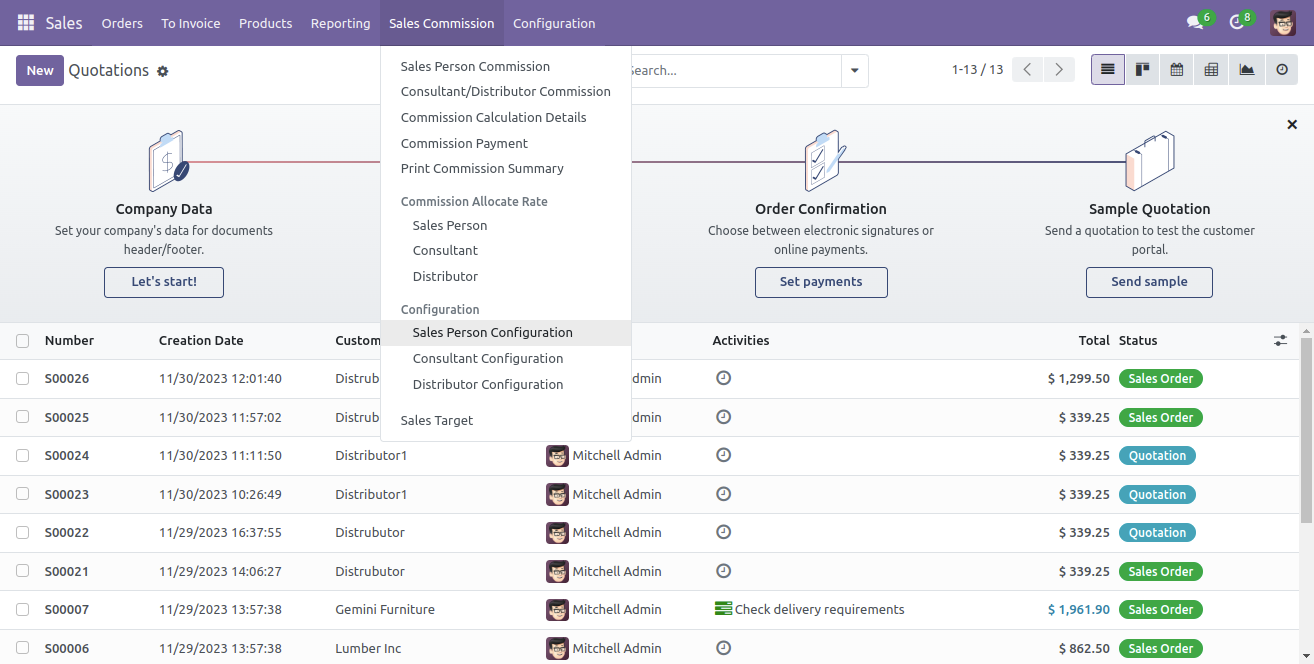 Sales Orders To Invoice Products Reporting Sales Commission Configuration 6 8
New Quotations Search... 1-13 / 13
Sales Person Commission
Consultant/Distributor Commission
Commission Calculation Details
Commission Payment
Print Commission Summary
Commission Allocate Rate
Sales Person
Consultant
Distributor
Configuration
Sales Person Configuration
Consultant Configuration
Distributor Configuration
Sales Target
Company Data
Set your company's data for documents
header/footer.
Let's start!
Order Confirmation
Choose between electronic signatures or
online payments.
Set payments
Sample Quotation
Send a quotation to test the customer
portal.
Send sample
Number Creation Date Custom Activities Total Status
S00026 11/30/2023 12:01:40 Distrub dmin $ 1,299.50 Sales Order
S00025 11/30/2023 11:57:02 Distrub dmin $ 339.25 Sales Order
S00024 11/30/2023 11:11:50 Distributor1 Mitchell Admin $ 339.25 Quotation
S00023 11/30/2023 10:26:49 Distributor1 Mitchell Admin $ 339.25 Quotation
S00022 11/29/2023 16:37:55 Distrubutor Mitchell Admin $ 339.25 Quotation
S00021 11/29/2023 14:06:27 Distrubutor Mitchell Admin $ 339.25 Sales Order
S00007 11/29/2023 13:57:38 Gemini Furniture Mitchell Admin Check delivery requirements $ 1,961.90 Sales Order
S00006 11/29/2023 13:57:38 Lumber Inc Mitchell Admin $ 862.50 Sales Order